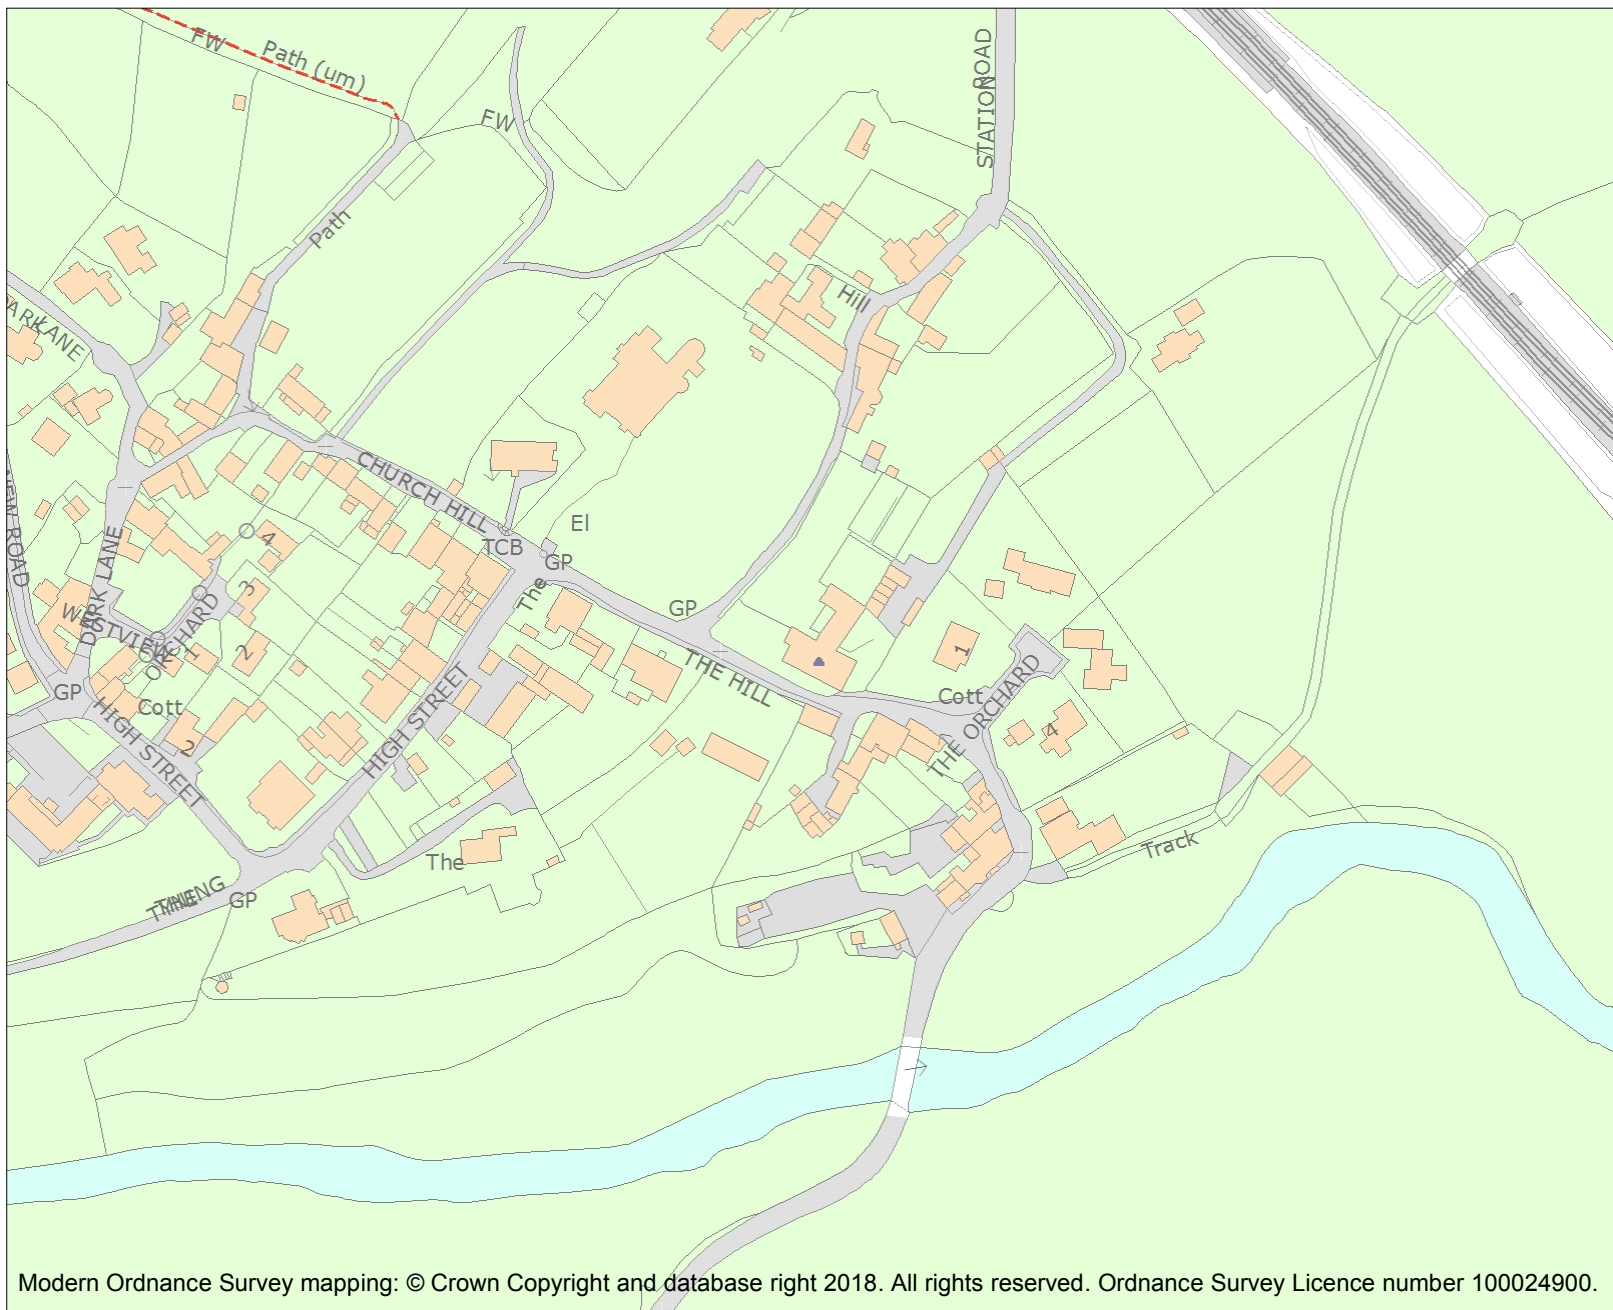 FW
Path (um)
STATION ROAD
FW
Path
PARK LANE
Hill
CHURCH HILL
El
TCB
GP
The
NEW ROAD
DARK LANE
WESTVIEW
ORCHARD
4
3
2
1
GP
THE HILL
HIGH STREET
GP
Cott
HIGH STREET
2
1
Cott
THE ORCHARD
4
Track
The
THE
GP
Modern Ordnance Survey mapping: © Crown Copyright and database right 2018. All rights reserved. Ordnance Survey Licence number 100024900.